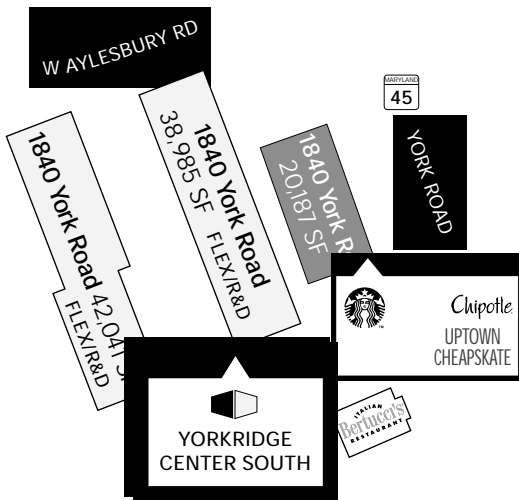 W AYLESBURY RD
MARYLAND
45
YORK ROAD
1840 York Road
42,041
FLEX/R&D
1840 York Road
38,985 SF FLEX/R&D
1840 York R
20,187 SF
Chipotle
UPTOWN
CHEAPSKATE
ITALIAN
Bertucci's
RESTAURANT
YORKRIDGE
CENTER SOUTH